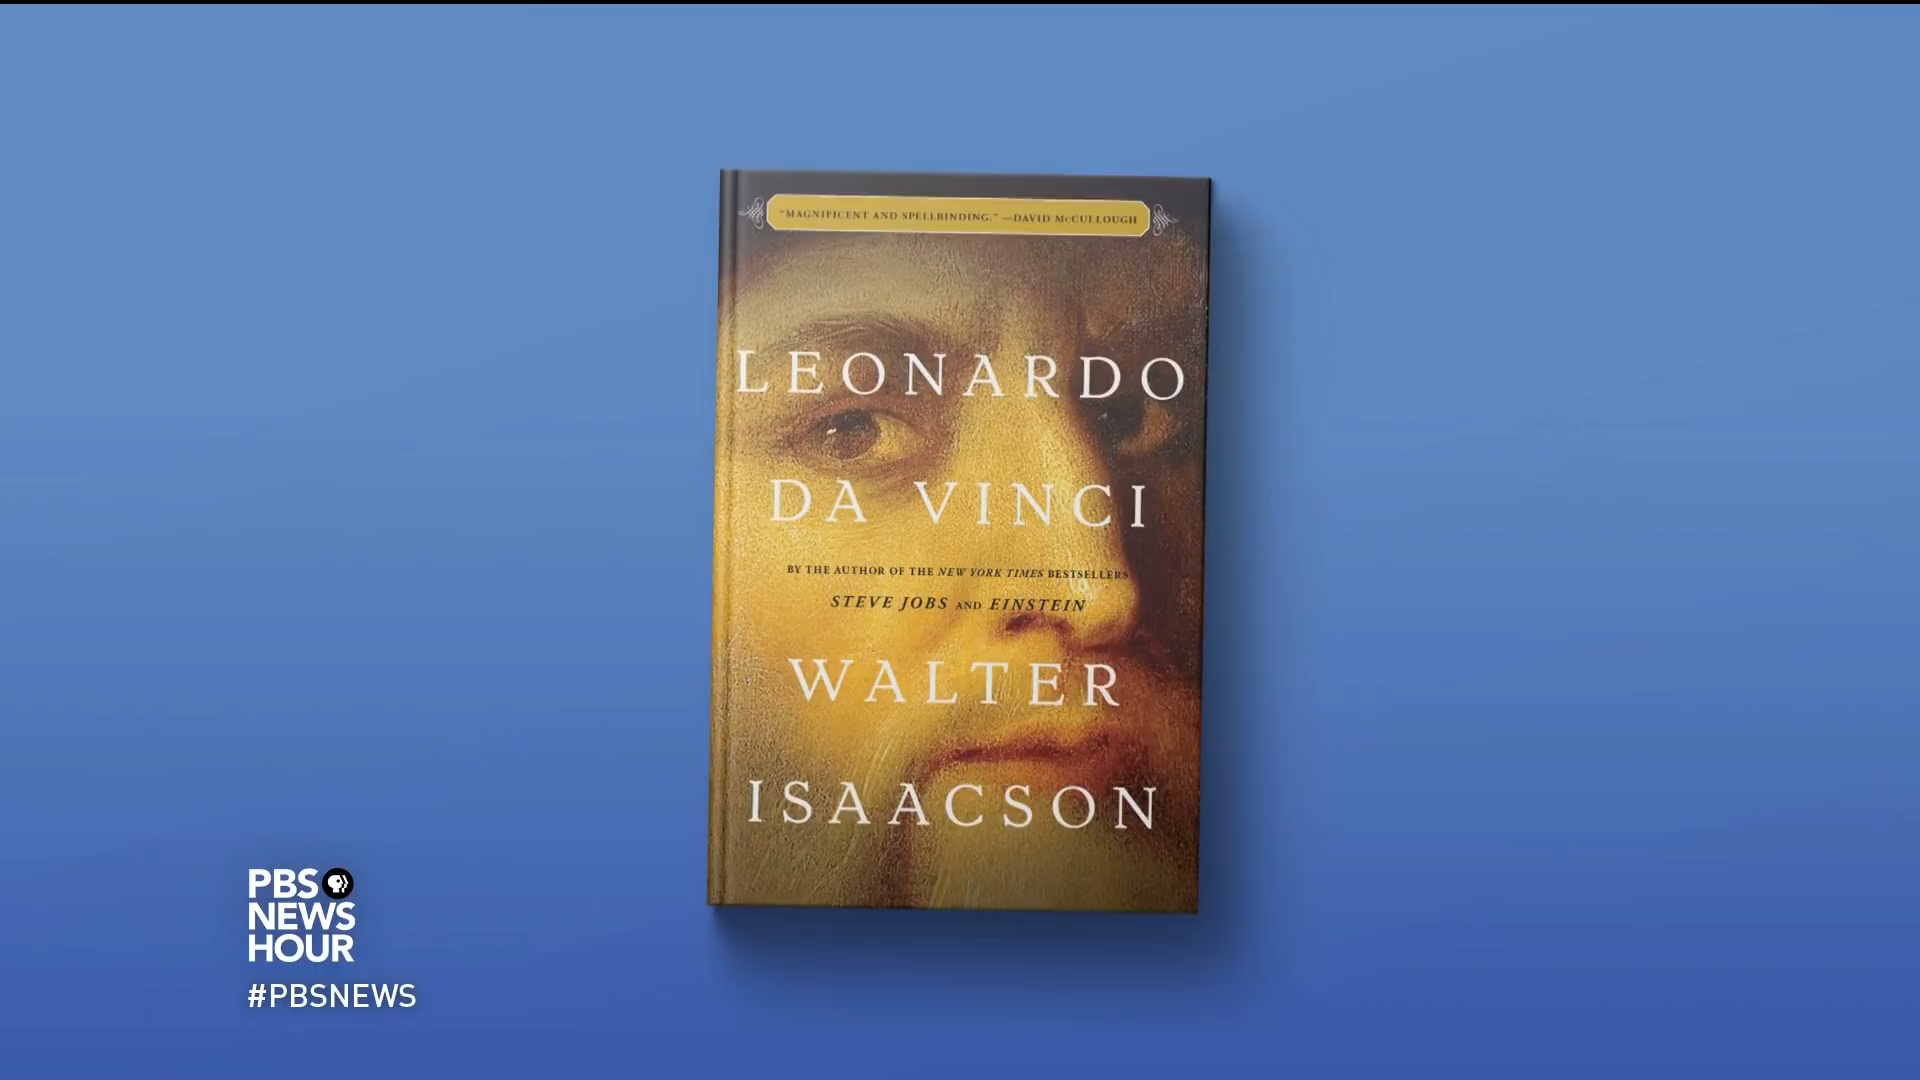 "MAGNIFICENT AND SPELLBINDING." —DAVID McCULLOUGH
LEONARDO
DA VINCI
BY THE AUTHOR OF THE NEW YORK TIMES BESTSELLERS
STEVE JOBS AND EINSTEIN
WALTER
ISAACSON
PBS
NEWS
HOUR
#PBSNEWS